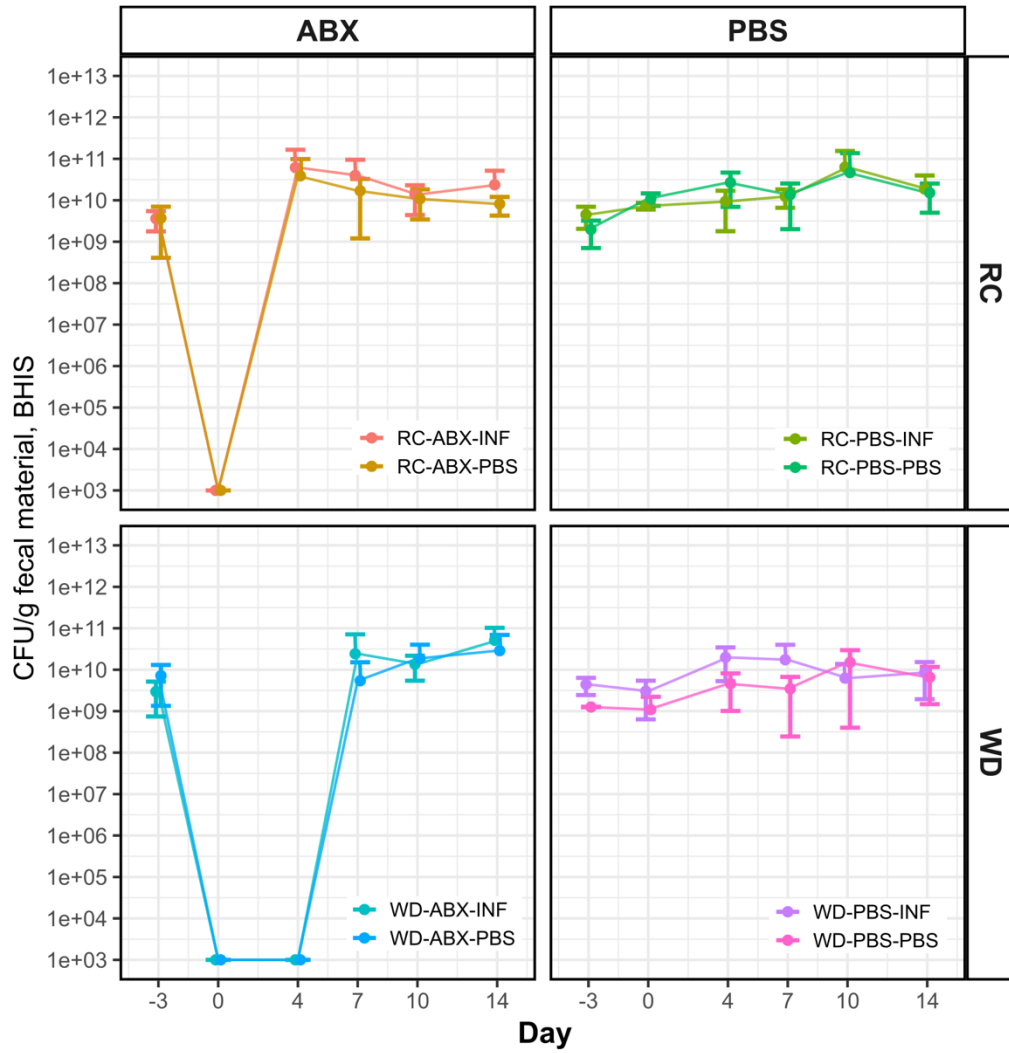 ABX
PBS
CFU/g fecal material, BHIS
1e+13
1e+12
1e+11
1e+10
1e+09
1e+08
1e+07
1e+06
1e+05
1e+04
1e+03
RC-ABX-INF
RC-ABX-PBS
RC-PBS-INF
RC-PBS-PBS
RC
1e+13
1e+12
1e+11
1e+10
1e+09
1e+08
1e+07
1e+06
1e+05
1e+04
1e+03
WD-ABX-INF
WD-ABX-PBS
WD-PBS-INF
WD-PBS-PBS
WD
-3 0 4 7 10 14
-3 0 4 7 10 14
Day